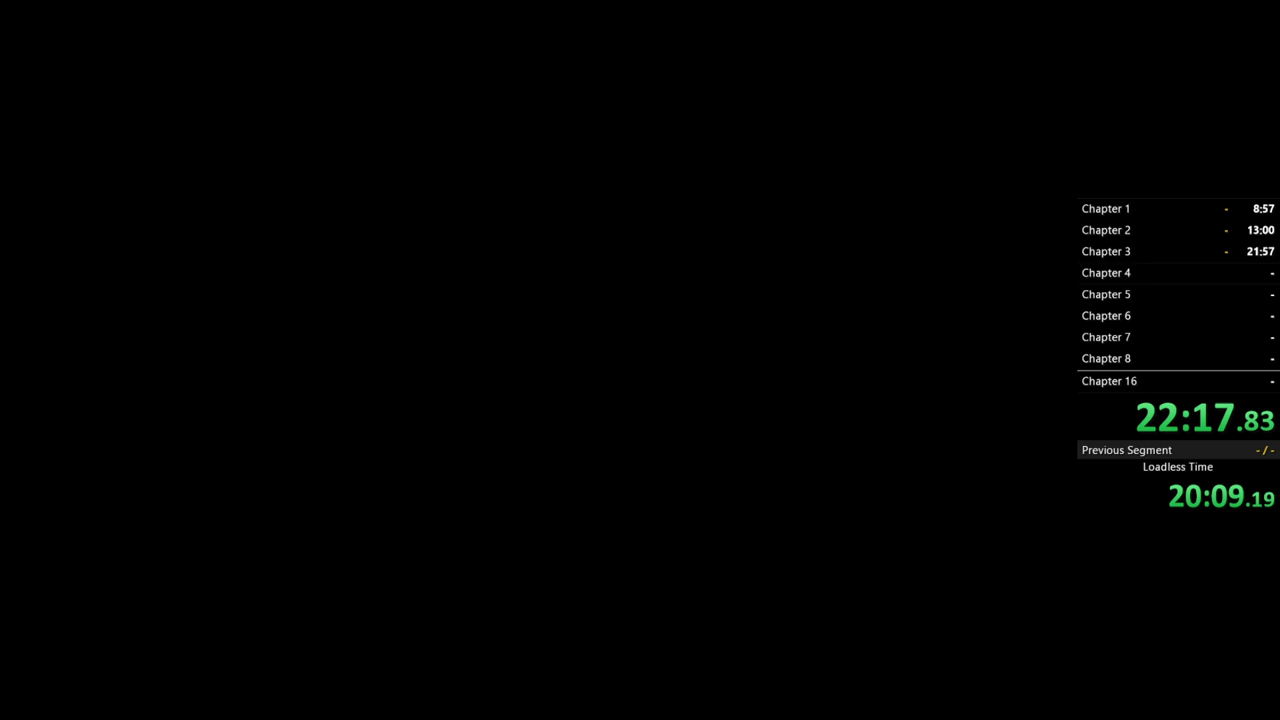 Chapter 1 - 8:57
Chapter 2 - 13:00
Chapter 3 - 21:57
Chapter 4 -
Chapter 5 -
Chapter 6 -
Chapter 7 -
Chapter 8 -
Chapter 16 -
22:17.83
Previous Segment - / -
Loadless Time
20:09.19